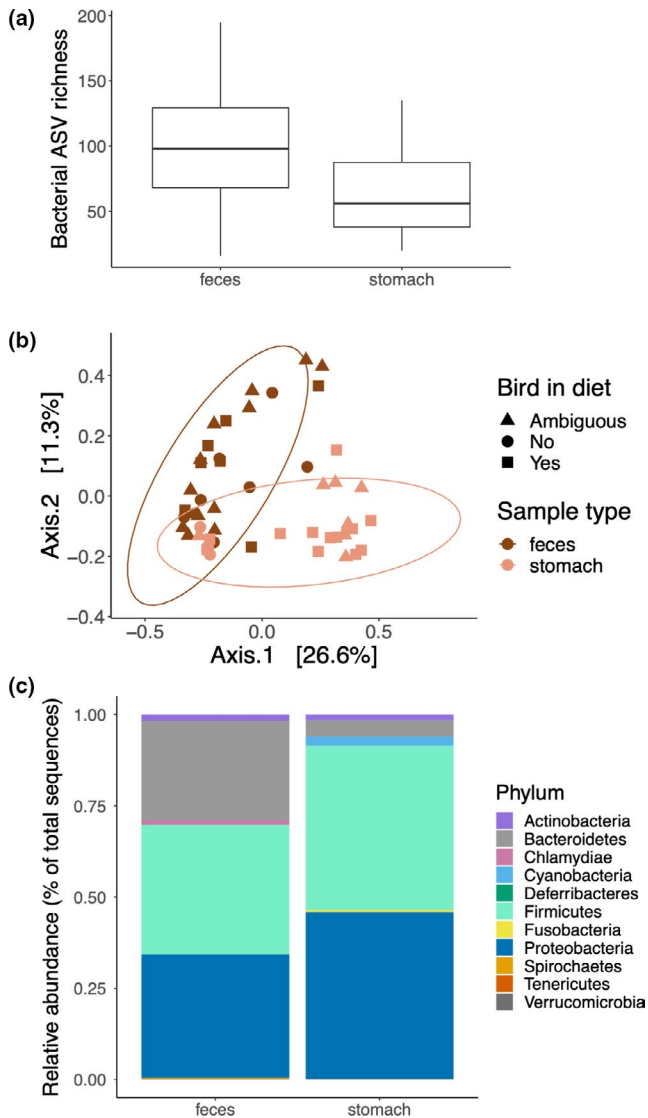 (a)
Bacterial ASV richness
200
150
100
50
feces
stomach
(b)
Axis.2 [11.3%]
0.4
0.2
0.0
−0.2
−0.4
−0.5
0.0
0.5
Axis.1 [26.6%]
Bird in diet
Ambiguous
No
Yes
Sample type
feces
stomach
(c)
Relative abundance (% of total sequences)
1.00
0.75
0.50
0.25
0.00
feces
stomach
Phylum
Actinobacteria
Bacteroidetes
Chlamydiae
Cyanobacteria
Deferribacteres
Firmicutes
Fusobacteria
Proteobacteria
Spirochaetes
Tenericutes
Verrucomicrobia